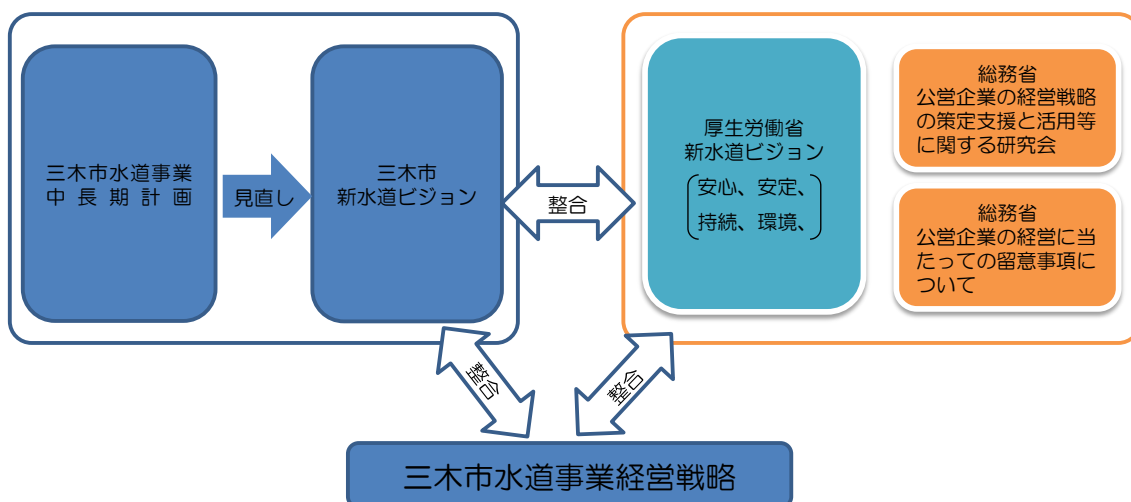 三木市水道事業
中長期計画
見直し
三木市
新水道ビジョン
整合
厚生労働省
新水道ビジョン
安心、安定、
持続、環境、
総務省
公営企業の経営戦略
の策定支援と活用等
に関する研究会
総務省
公営企業の経営に当
たっての留意事項に
ついて
整合
整合
三木市水道事業経営戦略